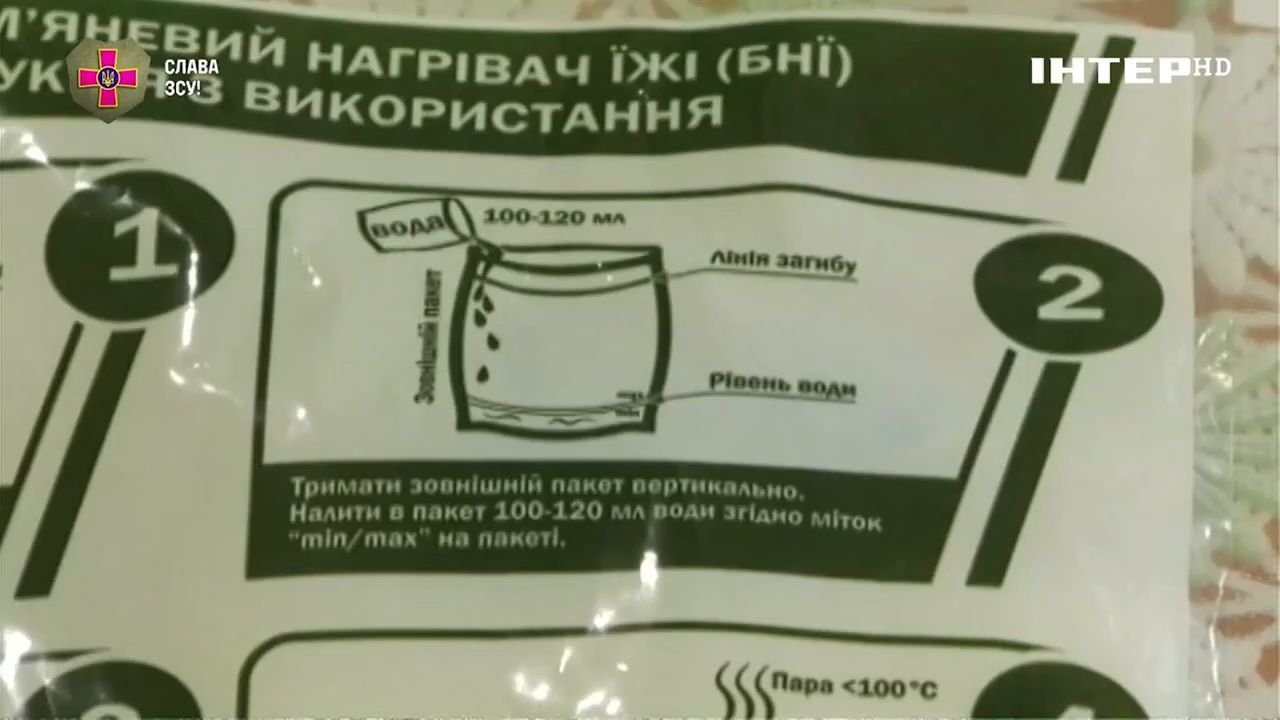 М'ЯНЕВИЙ НАГРІВАЧ ЇЖІ (БНЇ)
З ВИКОРИСТАННЯ
СЛАВА
ЗСУ!
ІНТЕР HD
1
вода
100-120 мл
Лінія загибу
Зовнішній пакет
Рівень води
2
Тримати зовнішній пакет вертикально.
Налити в пакет 100-120 мл води згідно міток
"min/max" на пакеті.
Пара <100°C